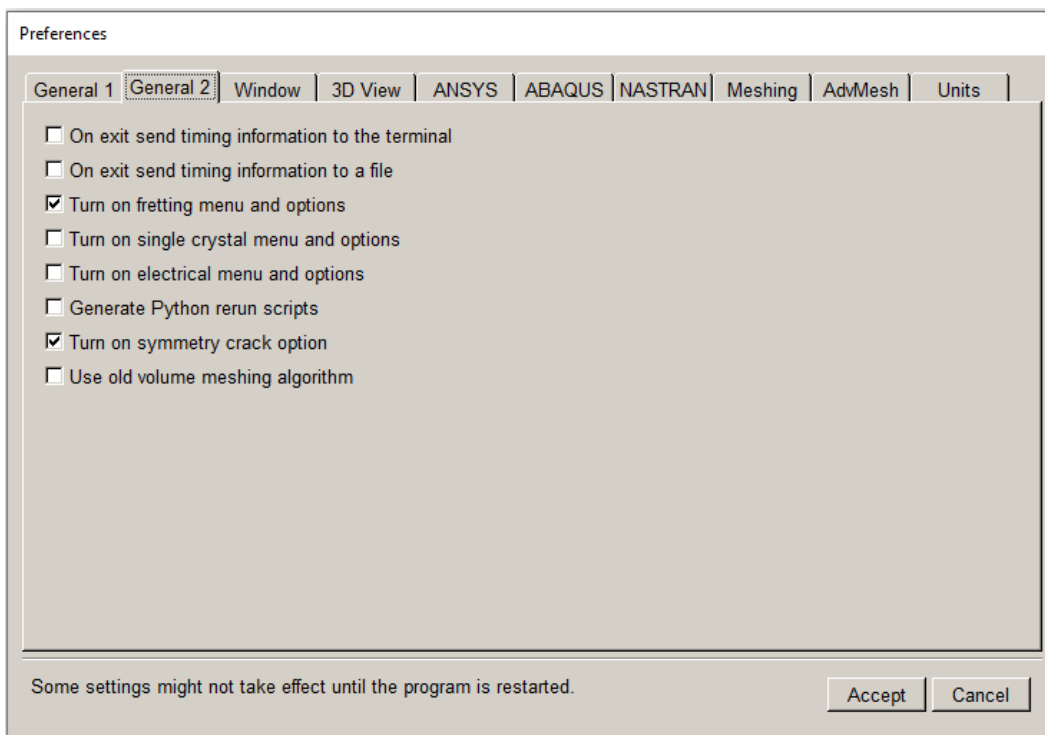 Preferences
General 1 General 2 Window 3D View ANSYS ABAQUS NASTRAN Meshing AdvMesh Units
On exit send timing information to the terminal
On exit send timing information to a file
Turn on fretting menu and options
Turn on single crystal menu and options
Turn on electrical menu and options
Generate Python rerun scripts
Turn on symmetry crack option
Use old volume meshing algorithm
Some settings might not take effect until the program is restarted. Accept Cancel